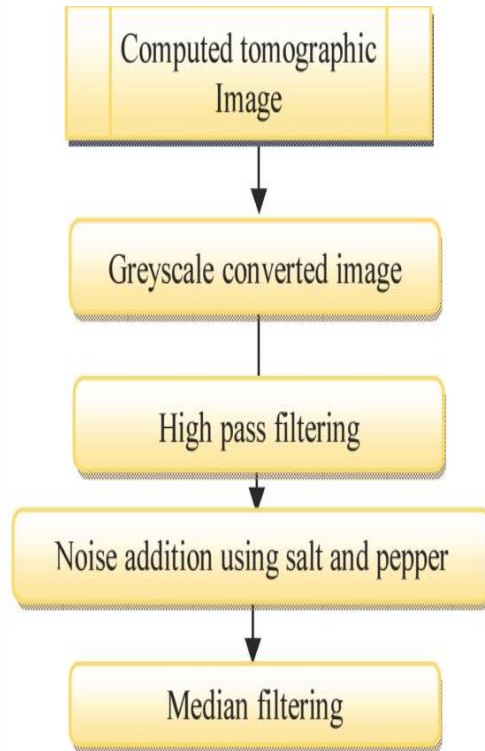 Computed tomographic
Image
Greyscale converted image
High pass filtering
Noise addition using salt and pepper
Median filtering